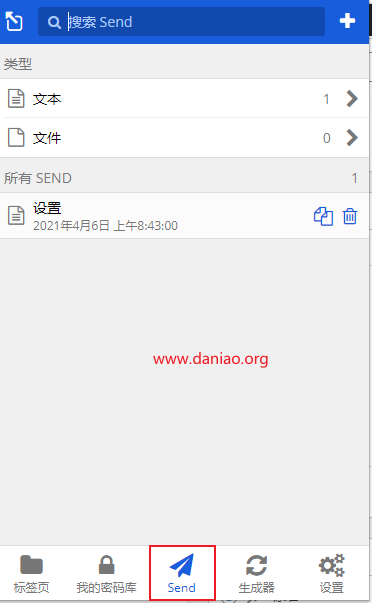 搜索 Send
类型
文本 1
文件 0
所有 SEND 1
设置
2021年4月6日 上午8:43:00
www.daniao.org
标签页 我的密码库 Send 生成器 设置